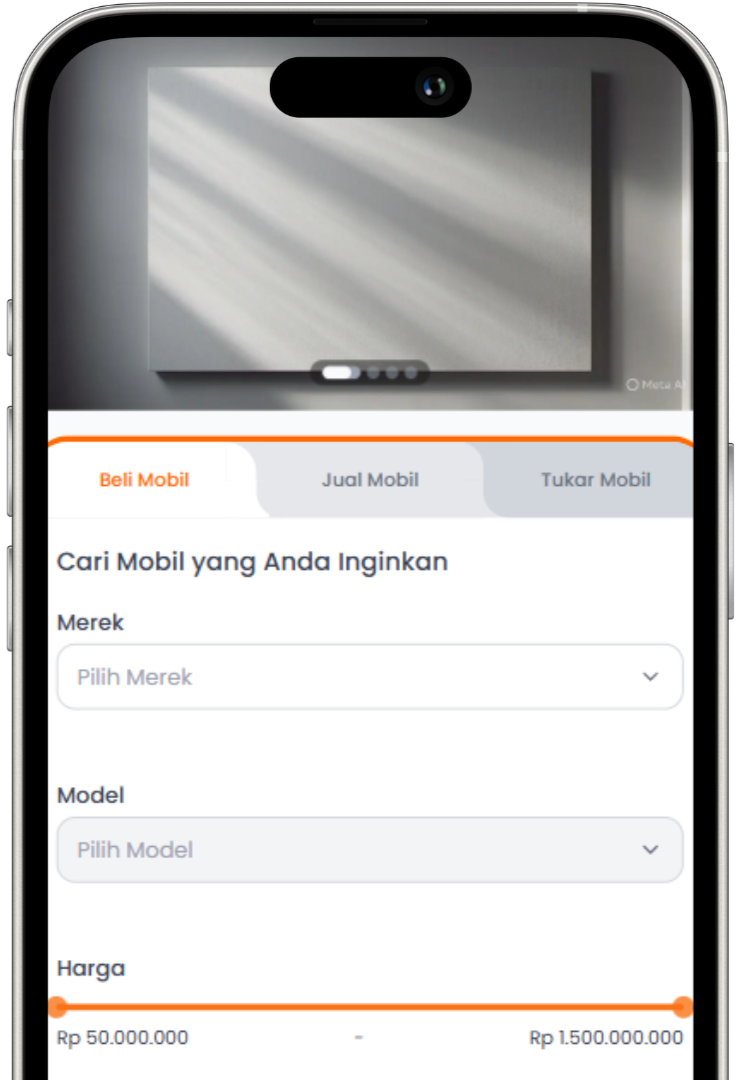 Meta AI
Beli Mobil
Jual Mobil
Tukar Mobil
Cari Mobil yang Anda Inginkan
Merek
Pilih Merek
Model
Pilih Model
Harga
Rp 50.000.000
-
Rp 1.500.000.000